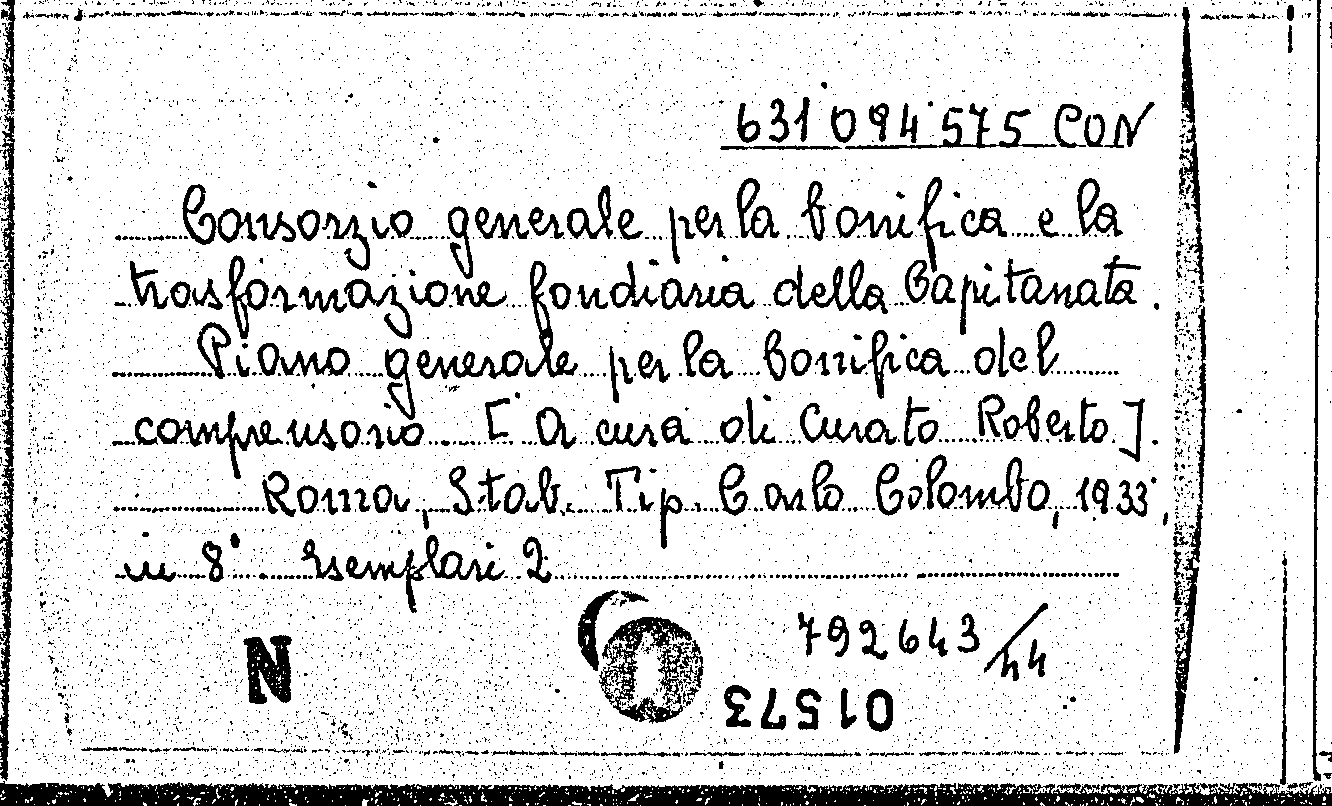 631 094 575 CON
Consorzio generale per la bonifica e la
trasformazione fondiaria della Capitanata.
Piano generale per la bonifica del
comprensorio. [A cura di Curato Roberto].
Roma, Stab. Tip. Carlo Colombo, 1933,
in 8° Esemplari 2
792643/44
N
01573